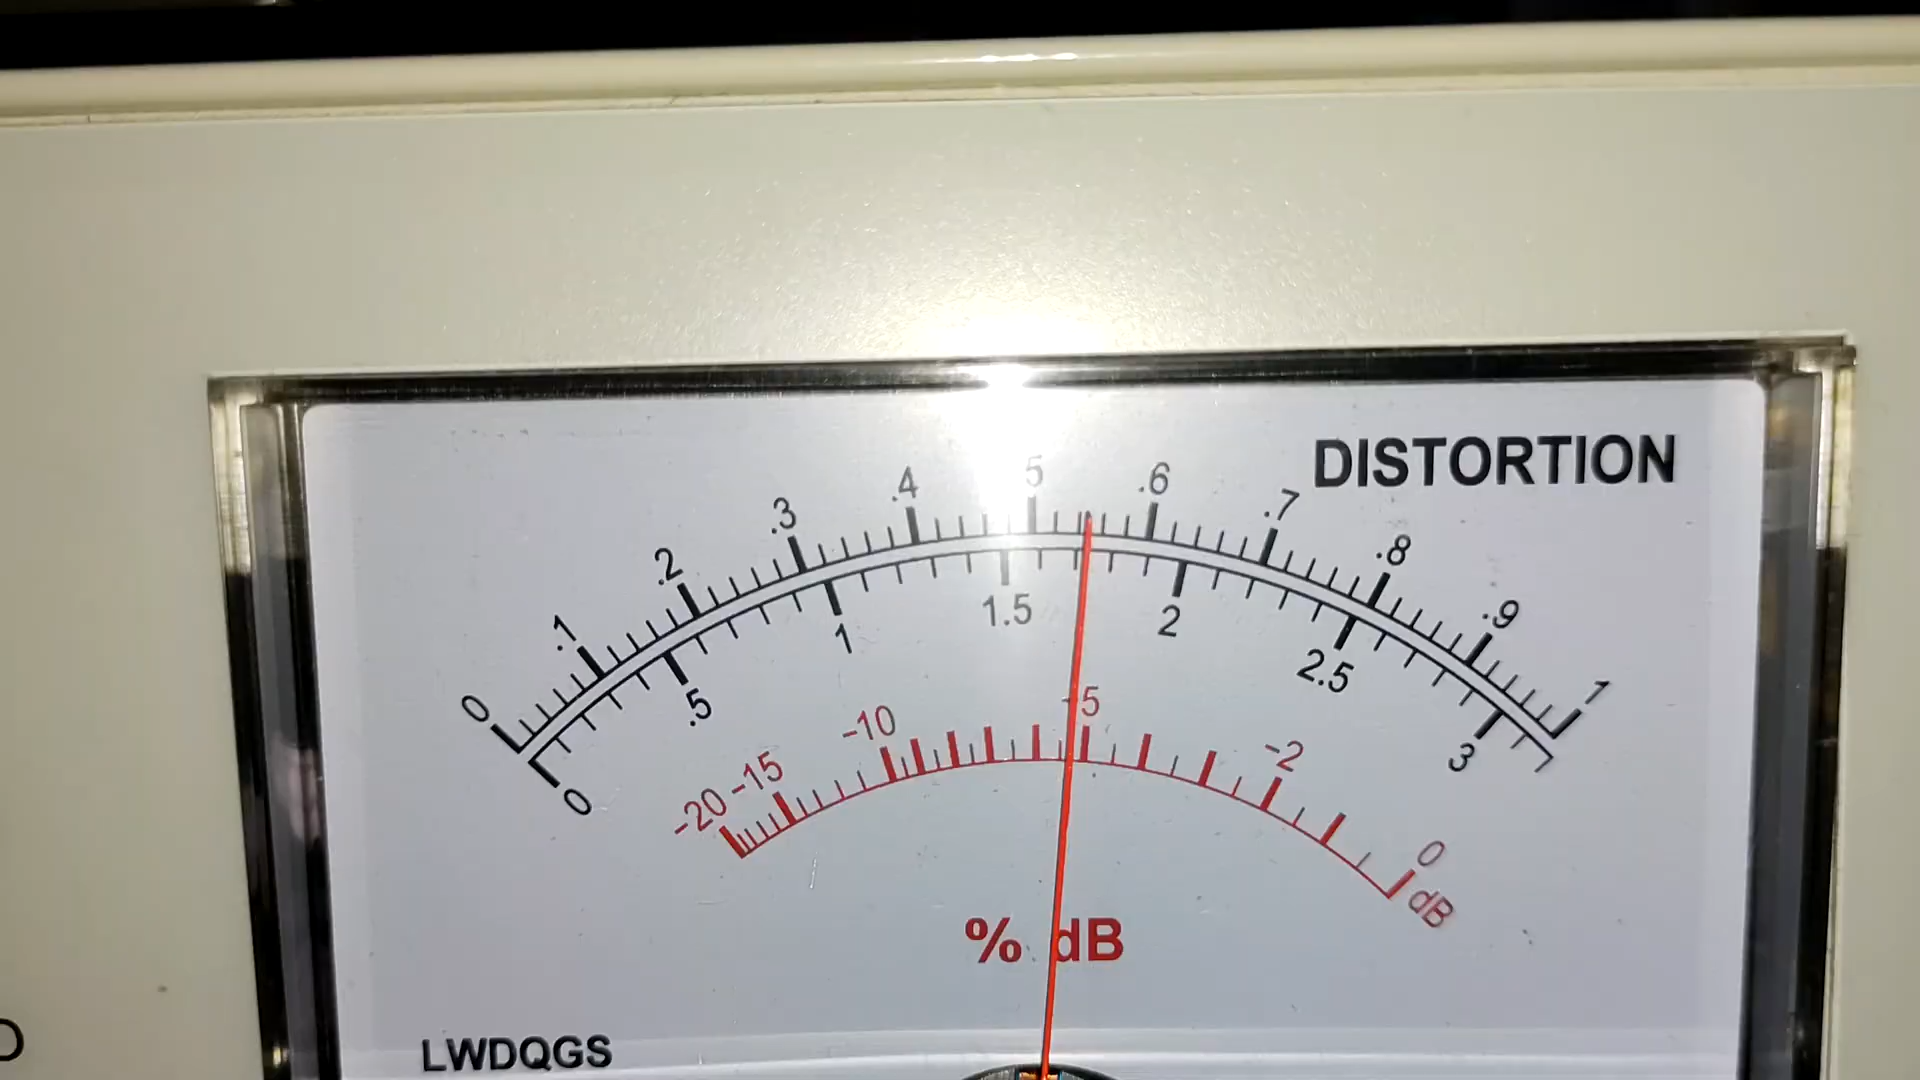 DISTORTION
0 .1 .2 .3 .4 5 .6 .7 .8 .9 1
0 .5 1 1.5 2 2.5 3
-20 -15 -10 -5 -2 0 dB
% dB
LWDQGS